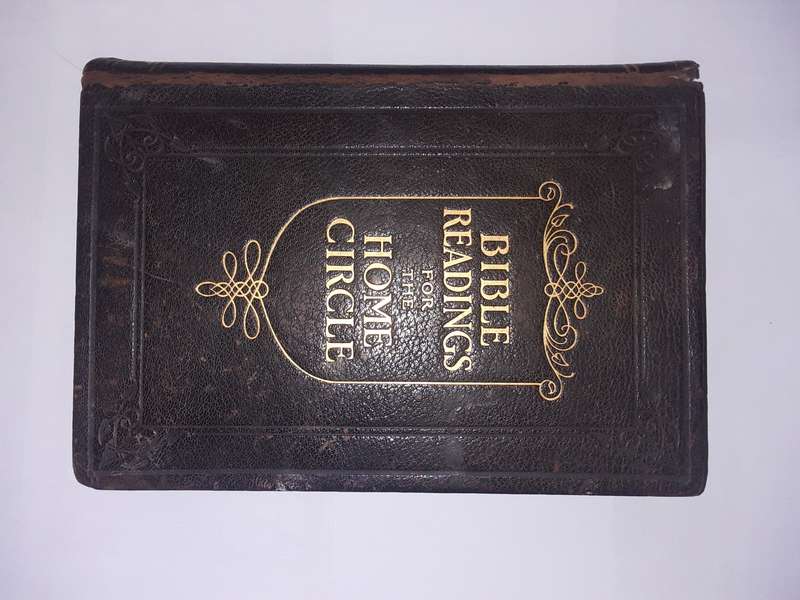 BIBLE
READINGS
FOR
THE
HOME
CIRCLE